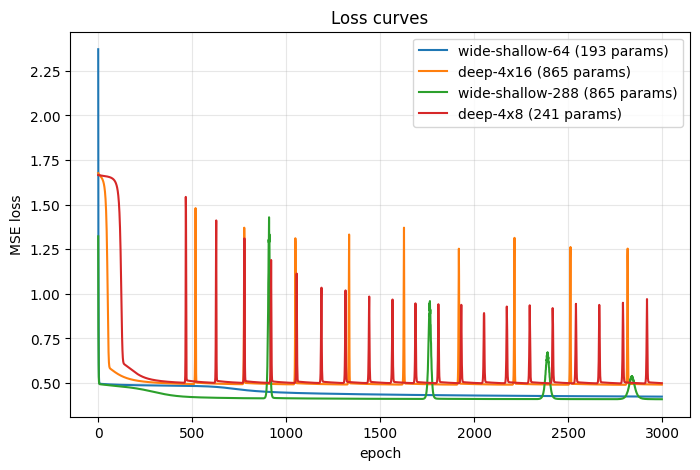 Loss curves
wide-shallow-64 (193 params)
deep-4x16 (865 params)
wide-shallow-288 (865 params)
deep-4x8 (241 params)
MSE loss
2.25
2.00
1.75
1.50
1.25
1.00
0.75
0.50
0
500
1000
1500
2000
2500
3000
epoch